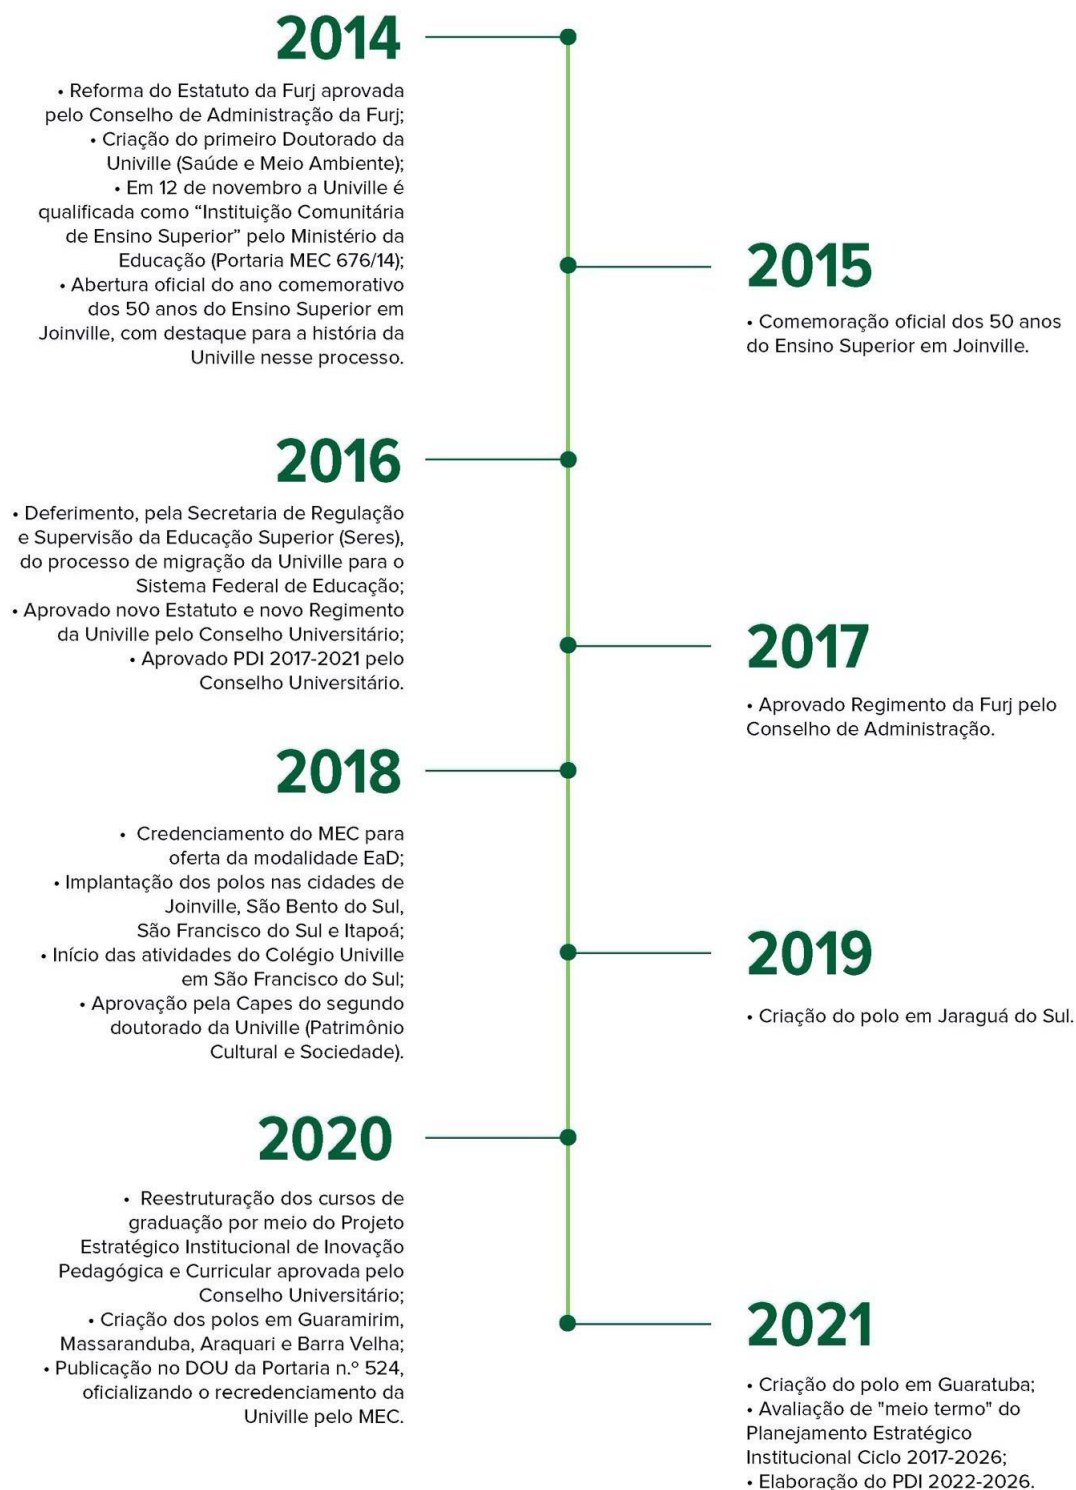 2014
• Reforma do Estatuto da Furj aprovada
pelo Conselho de Administração da Furj;
• Criação do primeiro Doutorado da
Univille (Saúde e Meio Ambiente);
• Em 12 de novembro a Univille é
qualificada como “Instituição Comunitária
de Ensino Superior” pelo Ministério da
Educação (Portaria MEC 676/14);
• Abertura oficial do ano comemorativo
dos 50 anos do Ensino Superior em
Joinville, com destaque para a história da
Univille nesse processo.
2015
• Comemoração oficial dos 50 anos
do Ensino Superior em Joinville.
2016
• Deferimento, pela Secretaria de Regulação
e Supervisão da Educação Superior (Seres),
do processo de migração da Univille para o
Sistema Federal de Educação;
• Aprovado novo Estatuto e novo Regimento
da Univille pelo Conselho Universitário;
• Aprovado PDI 2017-2021 pelo
Conselho Universitário.
2017
• Aprovado Regimento da Furj pelo
Conselho de Administração.
2018
• Credenciamento do MEC para
oferta da modalidade EaD;
• Implantação dos polos nas cidades de
Joinville, São Bento do Sul,
São Francisco do Sul e Itapoá;
• Início das atividades do Colégio Univille
em São Francisco do Sul;
• Aprovação pela Capes do segundo
doutorado da Univille (Patrimônio
Cultural e Sociedade).
2019
• Criação do polo em Jaraguá do Sul.
2020
• Reestruturação dos cursos de
graduação por meio do Projeto
Estratégico Institucional de Inovação
Pedagógica e Curricular aprovada pelo
Conselho Universitário;
• Criação dos polos em Guaramirim,
Massaranduba, Araquari e Barra Velha;
• Publicação no DOU da Portaria n.º 524,
oficializando o recredenciamento da
Univille pelo MEC.
2021
• Criação do polo em Guaratuba;
• Avaliação de "meio termo" do
Planejamento Estratégico
Institucional Ciclo 2017-2026;
• Elaboração do PDI 2022-2026.